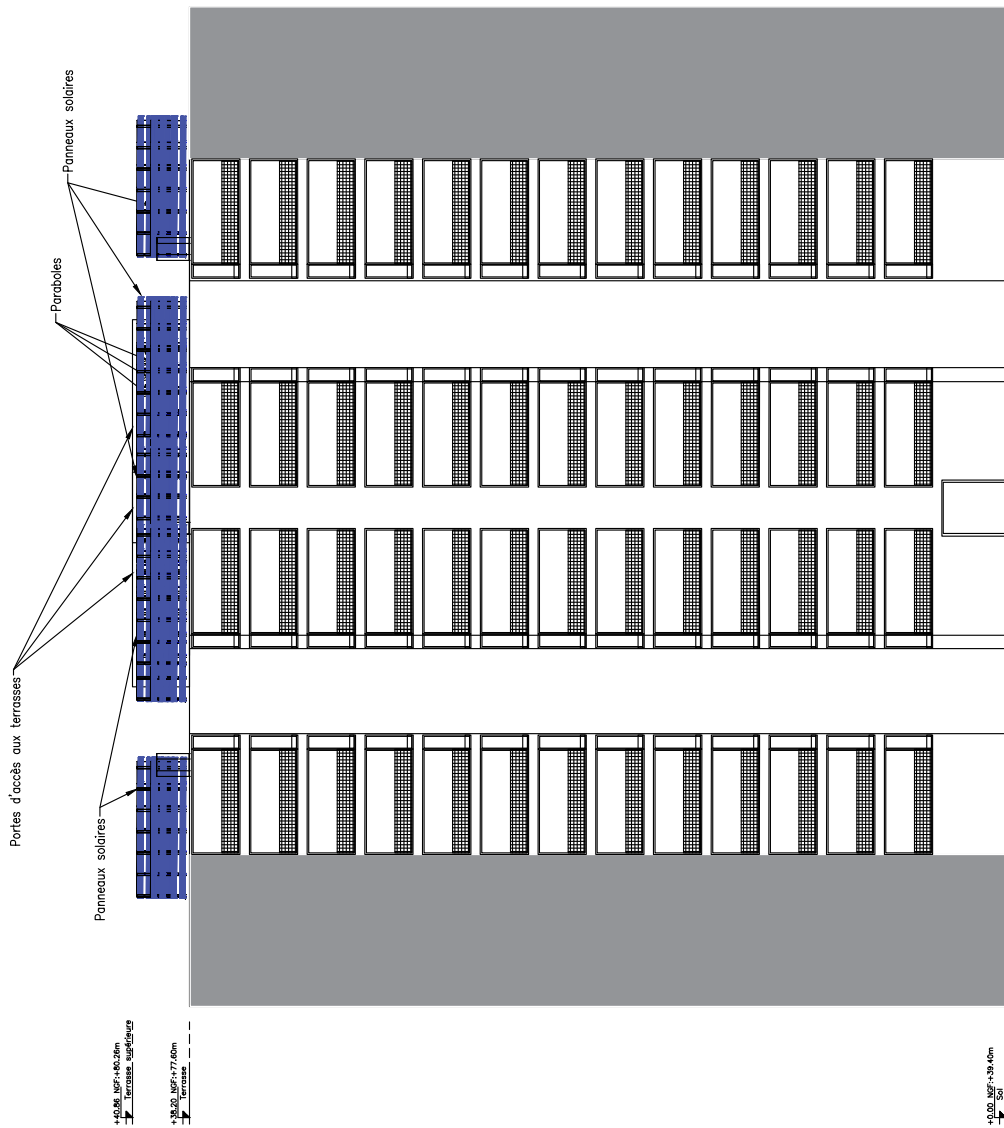 Panneaux solaires
Paraboles
Portes d'accès aux terrasses
Panneaux solaires
+40.86 NGF:+80.26m
Terrasse supérieure
+38.20 NGF:+77.60m
Terrasse
+0.00 NGF:+39.40m
Sol